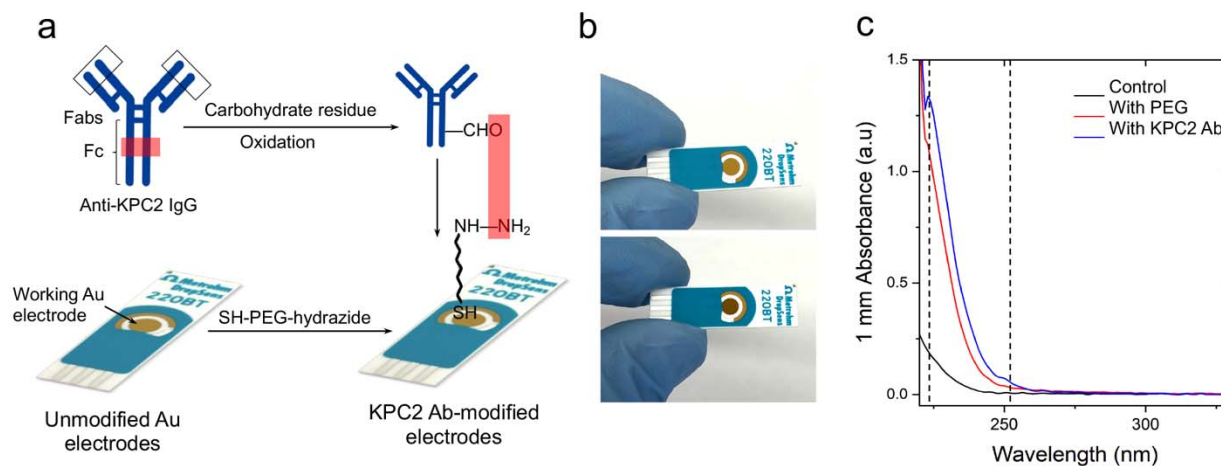 a
Fabs
Fc
Anti-KPC2 IgG
Carbohydrate residue
Oxidation
CHO
NH
NH2
SH
Working Au
electrode
Ω Metrohm
DropSens
220BT
SH-PEG-hydrazide
Ω Metrohm
DropSens
220BT
Unmodified Au
electrodes
KPC2 Ab-modified
electrodes
b
Ω Metrohm
DropSens
220BT
Ω Metrohm
DropSens
220BT
c
1.5
1.0
0.5
0.0
1 mm Absorbance (a.u)
Control
With PEG
With KPC2 Ab
250
300
Wavelength (nm)